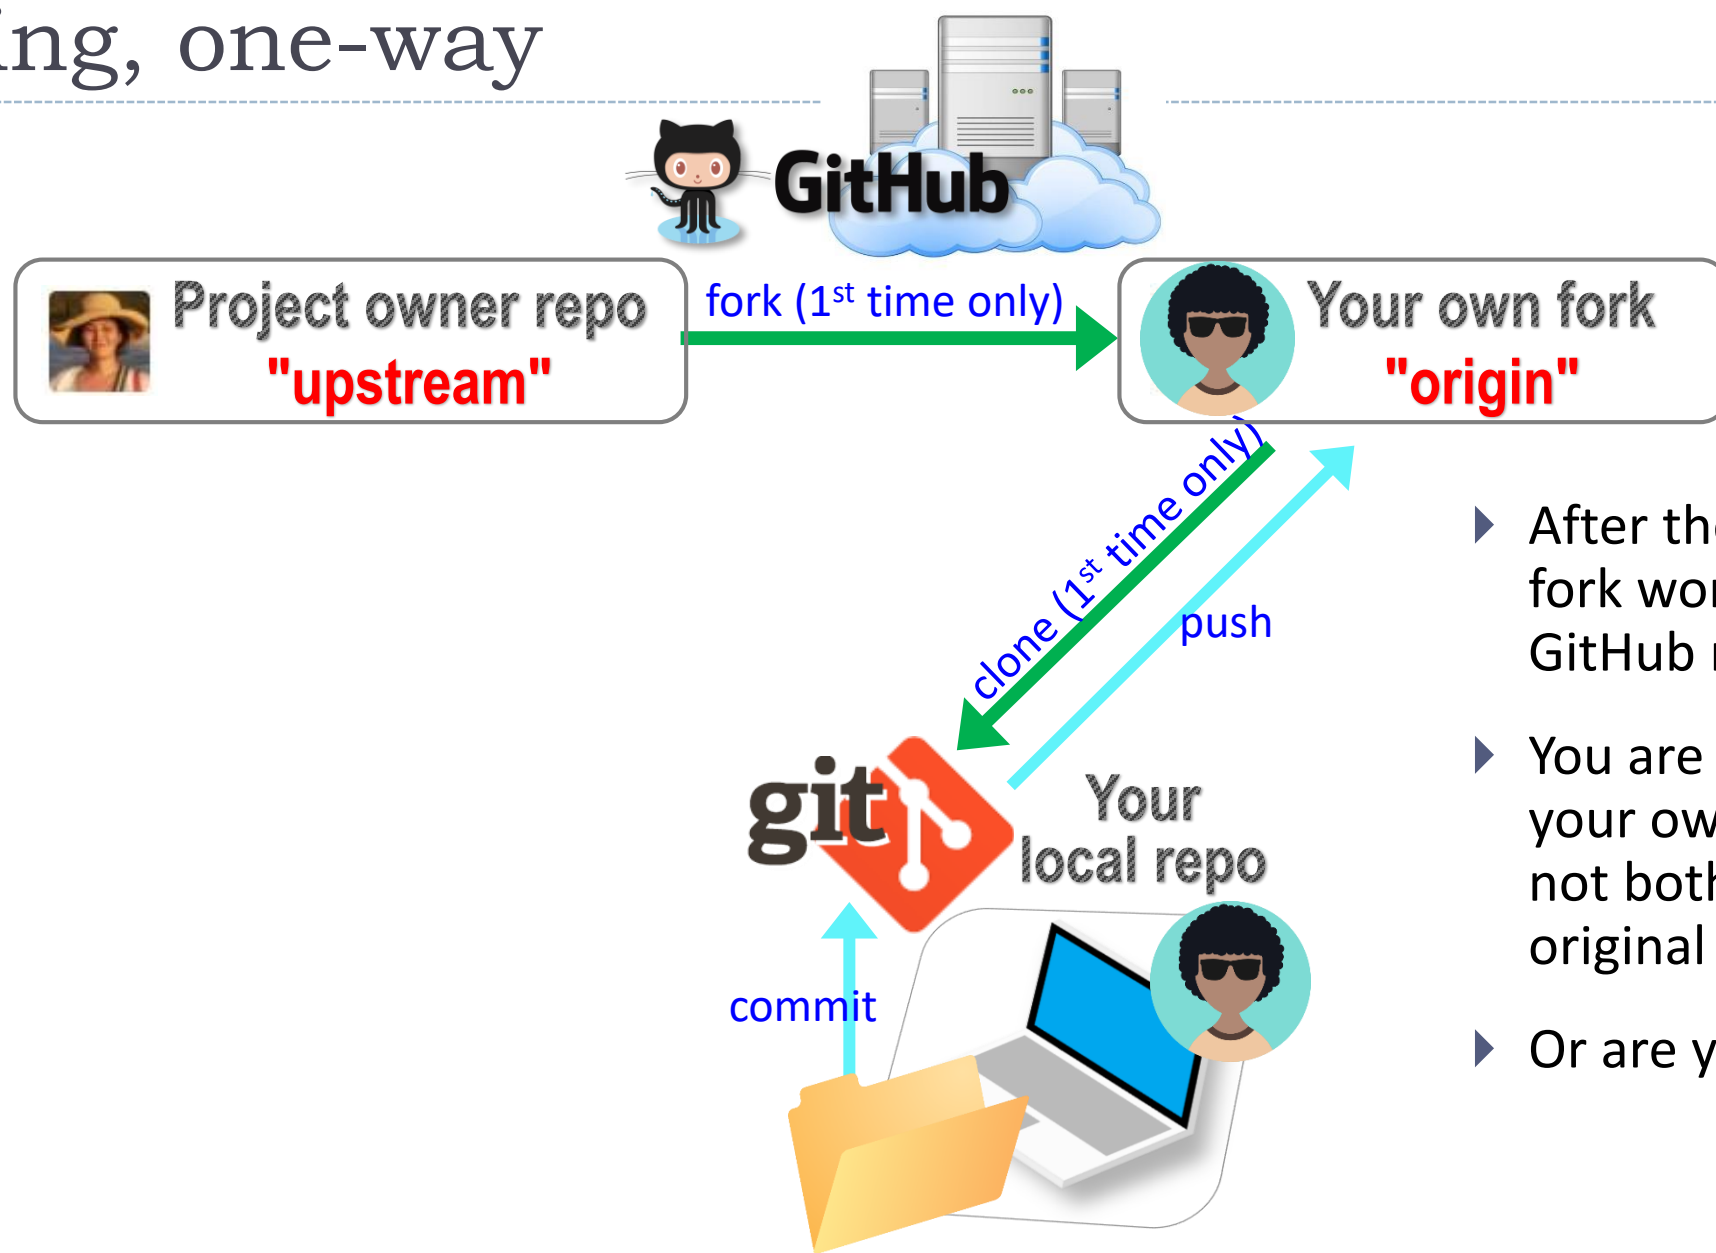 ing, one-way
GitHub
Project owner repo
"upstream"
fork (1st time only)
Your own fork
"origin"
clone (1st time only)
push
git
Your
local repo
commit
After the
fork wor
GitHub r
You are
your ow
not both
original
Or are y